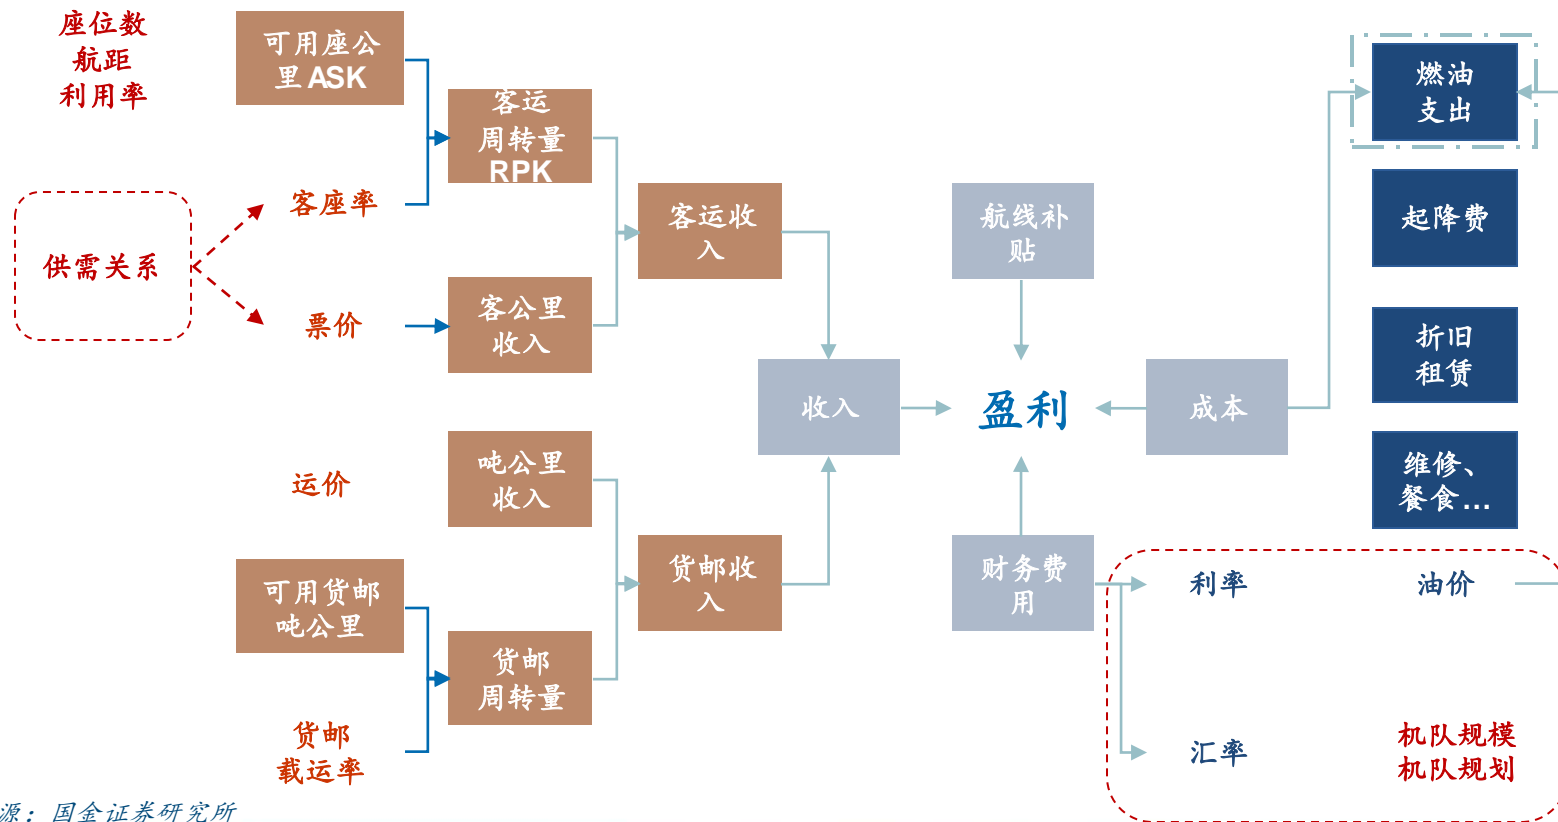 座位数
航距
利用率
可用座公
里ASK
客运
周转量
RPK
客座率
供需关系
票价
客公里
收入
客运收
入
运价
吨公里
收入
可用货邮
吨公里
货邮
周转量
货邮
载运率
货邮收
入
收入
航线补
贴
盈利
财务费
用
成本
燃油
支出
起降费
折旧
租赁
维修、
餐食...
利率
油价
汇率
机队规模
机队规划
源：国金证券研究所